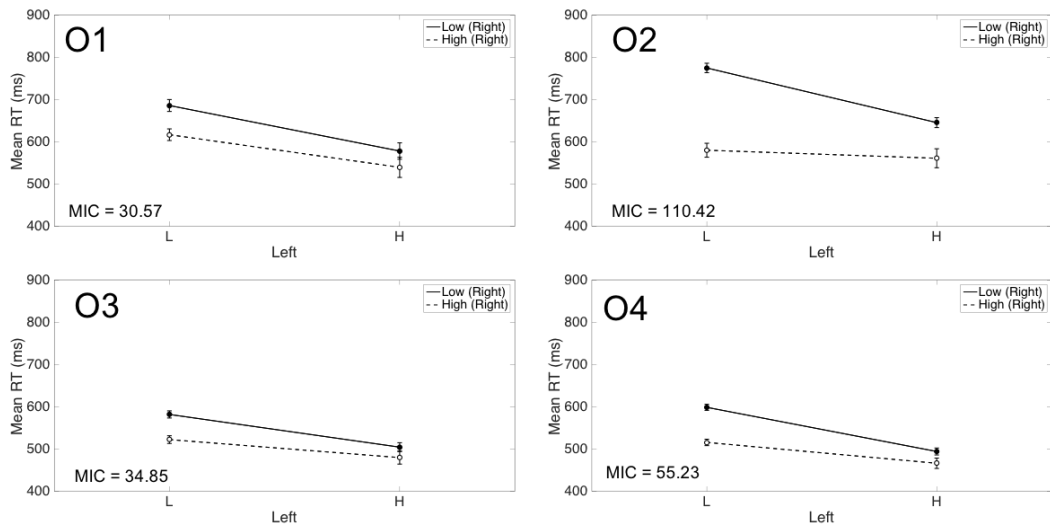 O1
Low (Right)
High (Right)
900
800
700
600
500
400
Mean RT (ms)
MIC = 30.57
L
H
Left
O2
Low (Right)
High (Right)
900
800
700
600
500
400
Mean RT (ms)
MIC = 110.42
L
H
Left
O3
Low (Right)
High (Right)
900
800
700
600
500
400
Mean RT (ms)
MIC = 34.85
L
H
Left
O4
Low (Right)
High (Right)
900
800
700
600
500
400
Mean RT (ms)
MIC = 55.23
L
H
Left